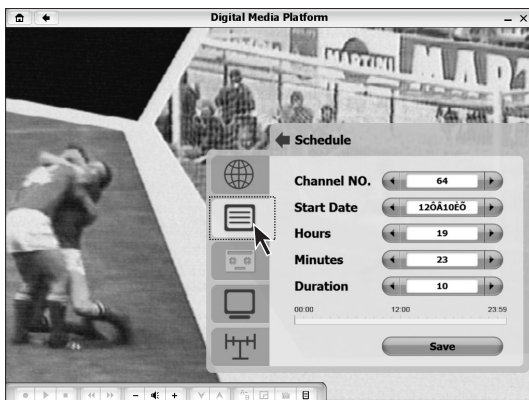 Digital Media Platform
MARTINI
Schedule
Channel NO. 64
Start Date 12ÔÂ10ÈÕ
Hours 19
Minutes 23
Duration 10
00:00 12:00 23:59
Save